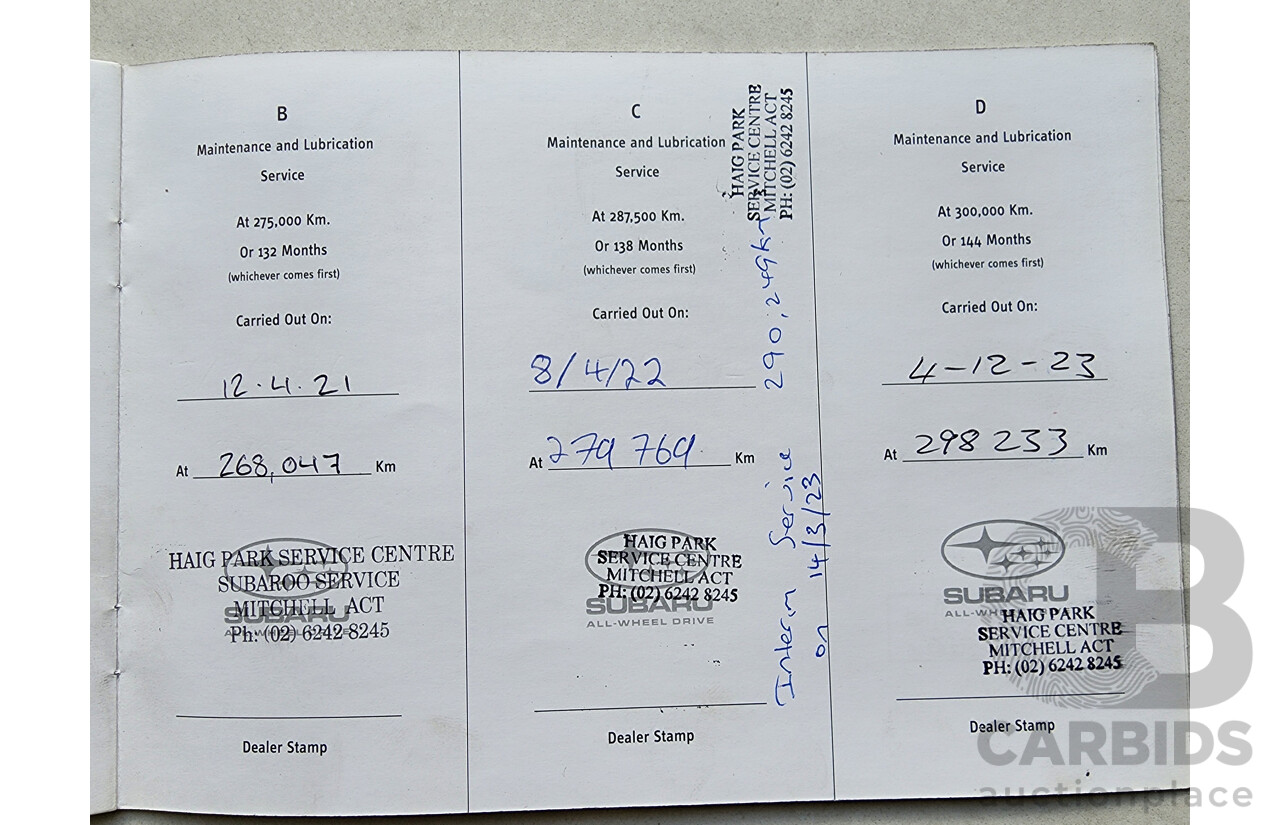 B
Maintenance and Lubrication
Service
At 275,000 Km.
Or 132 Months
(whichever comes first)
Carried Out On:
12.4.21
At 268,047 Km
HAIG PARK SERVICE CENTRE
SUBAROO SERVICE
MITCHELL ACT
Ph: (02) 6242 8245
SUBARU
Dealer Stamp
C
Maintenance and Lubrication
Service
At 287,500 Km.
Or 138 Months
(whichever comes first)
Carried Out On:
8/4/22
At 279 769 Km
HAIG PARK
SERVICE CENTRE
MITCHELL ACT
PH: (02) 6242 8245
SUBARU
ALL-WHEEL DRIVE
Dealer Stamp
HAIG PARK
SERVICE CENTRE
MITCHELL ACT
PH: (02) 6242 8245
Interim Service 290,249km
on 14/3/23
D
Maintenance and Lubrication
Service
At 300,000 Km.
Or 144 Months
(whichever comes first)
Carried Out On:
4-12-23
At 298 233 Km
SUBARU
HAIG PARK
SERVICE CENTRE
MITCHELL ACT
PH: (02) 6242 8245
Dealer Stamp
B
CARBIDS
auctionplace